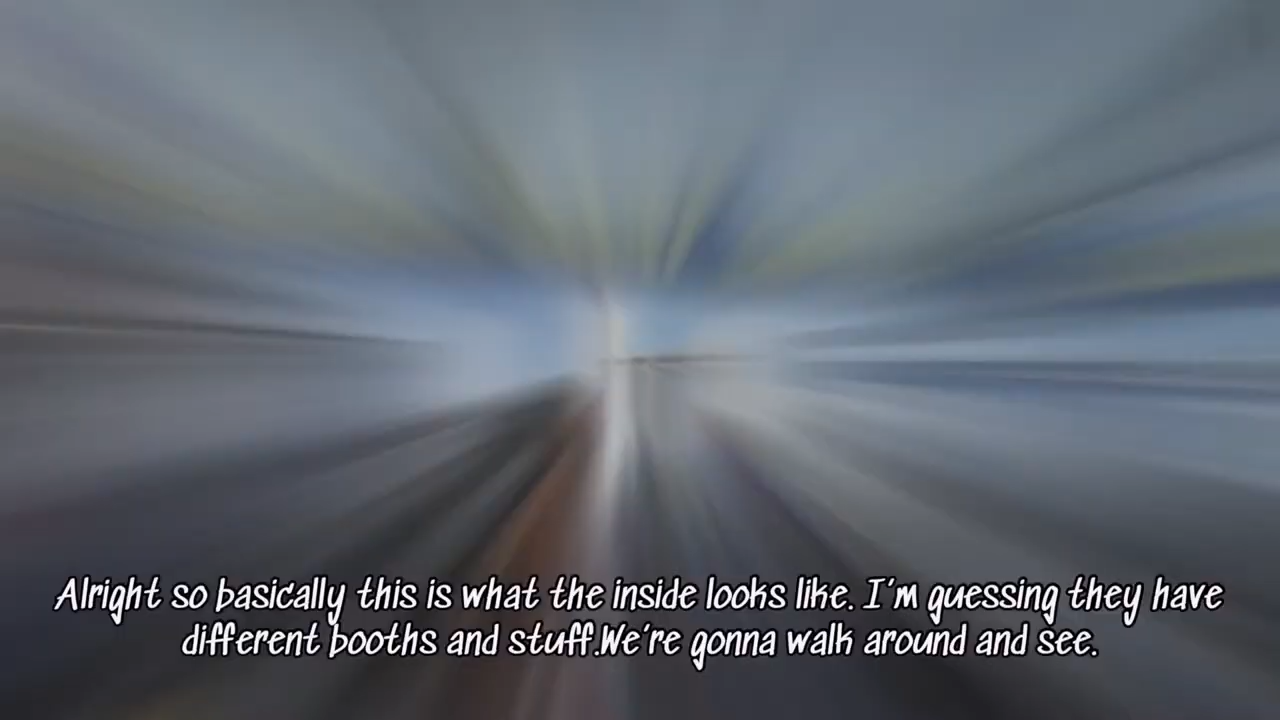 Alright so basically this is what the inside looks like. I'm guessing they have
different booths and stuff.We're gonna walk around and see.